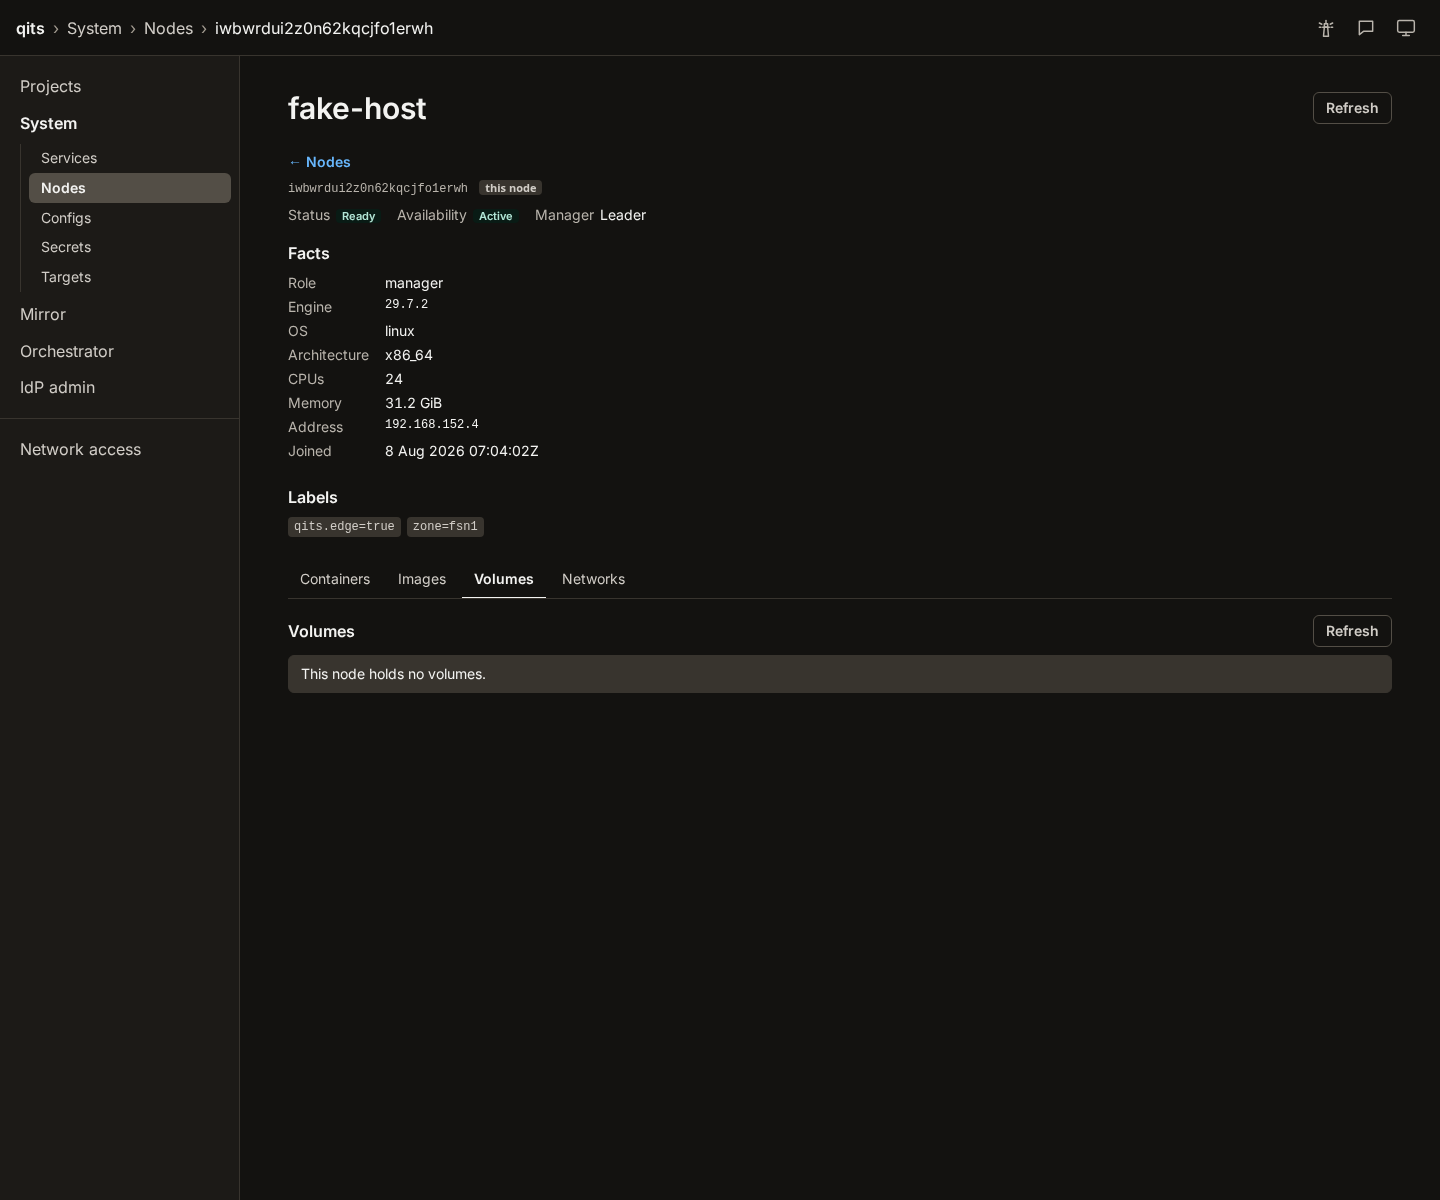 qits › System › Nodes › iwbwrdui2z0n62kqcjfo1erwh
Projects
System
Services
Nodes
Configs
Secrets
Targets
Mirror
Orchestrator
IdP admin
Network access
fake-host
Refresh
← Nodes
iwbwrdui2z0n62kqcjfo1erwh this node
Status Ready Availability Active Manager Leader
Facts
Role manager
Engine 29.7.2
OS linux
Architecture x86_64
CPUs 24
Memory 31.2 GiB
Address 192.168.152.4
Joined 8 Aug 2026 07:04:02Z
Labels
qits.edge=true zone=fsn1
Containers Images Volumes Networks
Volumes
Refresh
This node holds no volumes.